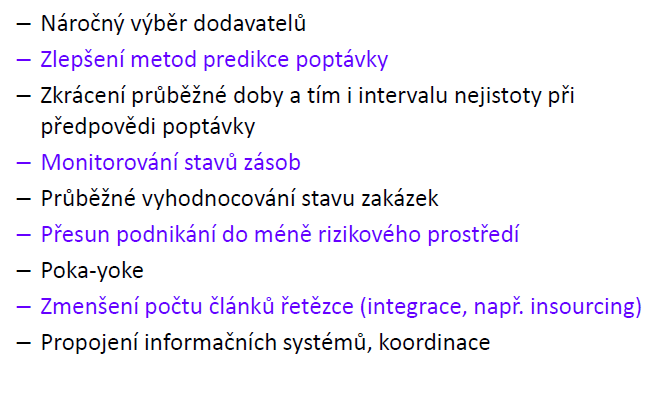 – Náročný výběr dodavatelů
– Zlepšení metod predikce poptávky
– Zkrácení průběžné doby a tím i intervalu nejistoty při
předpovědi poptávky
– Monitorování stavů zásob
– Průběžné vyhodnocování stavu zakázek
– Přesun podnikání do méně rizikového prostředí
– Poka-yoke
– Zmenšení počtu článků řetězce (integrace, např. insourcing)
– Propojení informačních systémů, koordinace